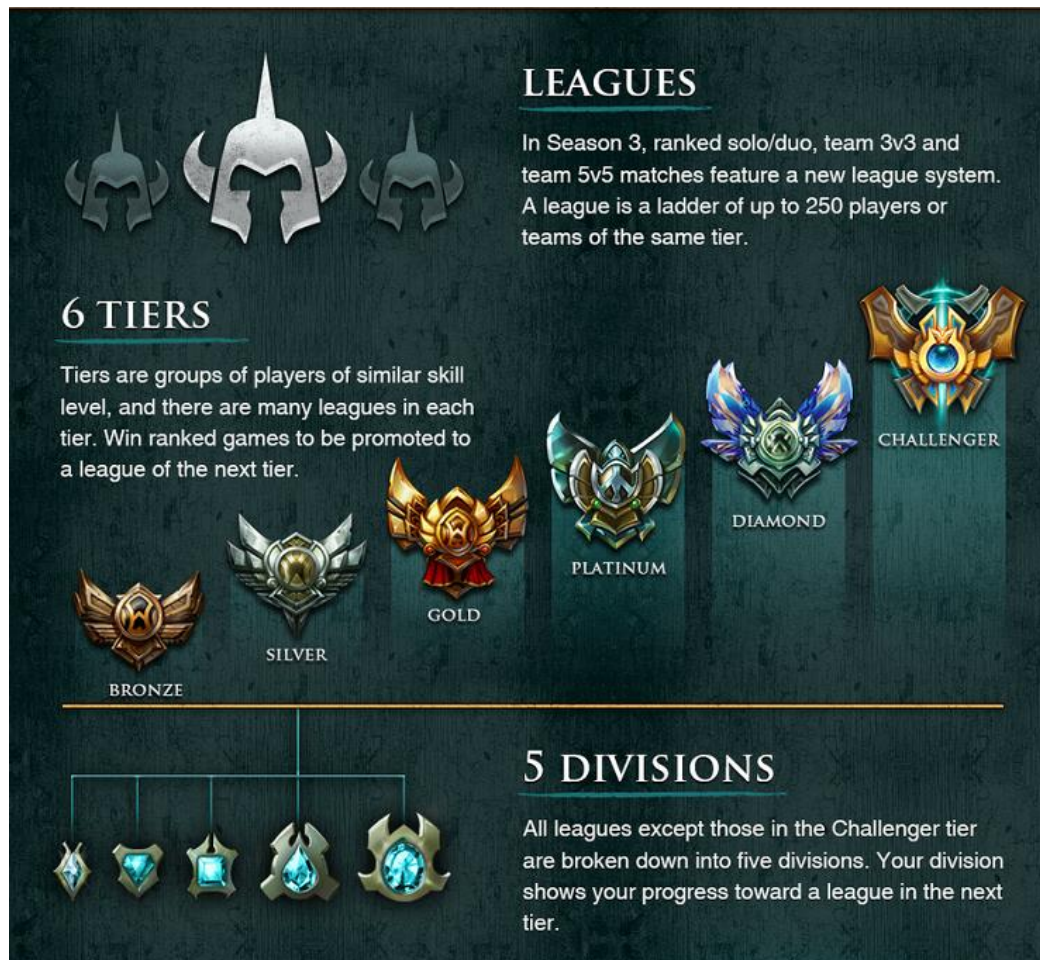 LEAGUES
In Season 3, ranked solo/duo, team 3v3 and
team 5v5 matches feature a new league system.
A league is a ladder of up to 250 players or
teams of the same tier.
6 TIERS
Tiers are groups of players of similar skill
level, and there are many leagues in each
tier. Win ranked games to be promoted to
a league of the next tier.
BRONZE
SILVER
GOLD
PLATINUM
DIAMOND
CHALLENGER
5 DIVISIONS
All leagues except those in the Challenger tier
are broken down into five divisions. Your division
shows your progress toward a league in the next
tier.